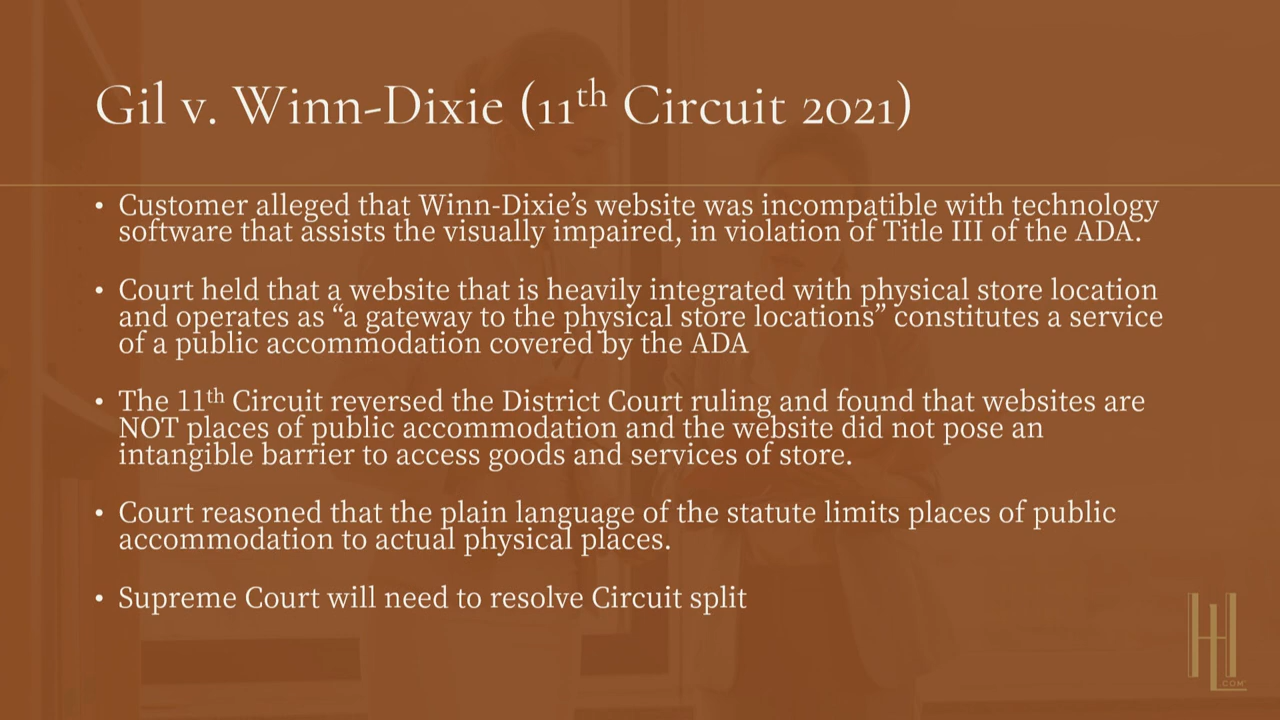 Gil v. Winn-Dixie (11th Circuit 2021)
• Customer alleged that Winn-Dixie’s website was incompatible with technology
software that assists the visually impaired, in violation of Title III of the ADA.
• Court held that a website that is heavily integrated with physical store location
and operates as “a gateway to the physical store locations” constitutes a service
of a public accommodation covered by the ADA
• The 11th Circuit reversed the District Court ruling and found that websites are
NOT places of public accommodation and the website did not pose an
intangible barrier to access goods and services of store.
• Court reasoned that the plain language of the statute limits places of public
accommodation to actual physical places.
• Supreme Court will need to resolve Circuit split
HL
.COM